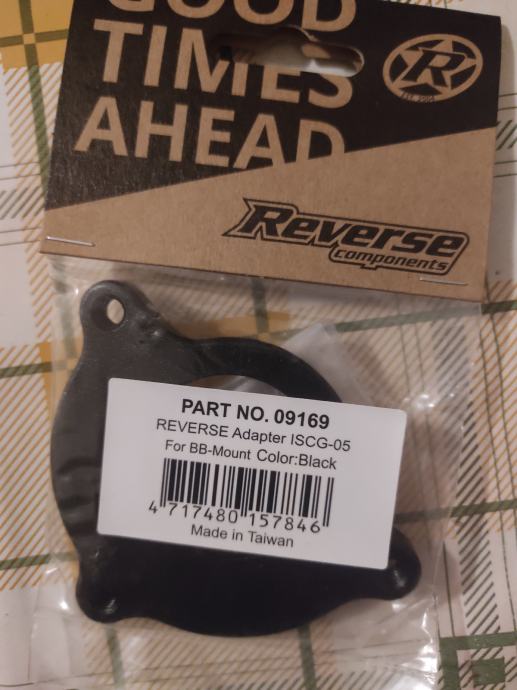 GOOD
TIMES
AHEAD
R
EST. 2004
Reverse
components
PART NO. 09169
REVERSE Adapter ISCG-05
For BB-Mount Color:Black
4 717480 157846
Made in Taiwan